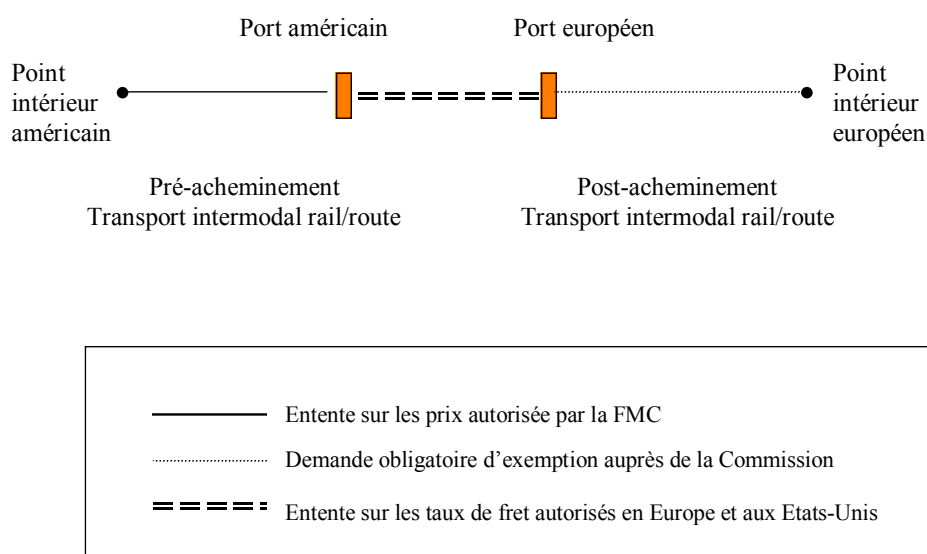 Port américain
Port européen
Point
intérieur
américain
Point
intérieur
européen
Pré-acheminement
Transport intermodal rail/route
Post-acheminement
Transport intermodal rail/route
Entente sur les prix autorisée par la FMC
Demande obligatoire d'exemption auprès de la Commission
Entente sur les taux de fret autorisés en Europe et aux Etats-Unis